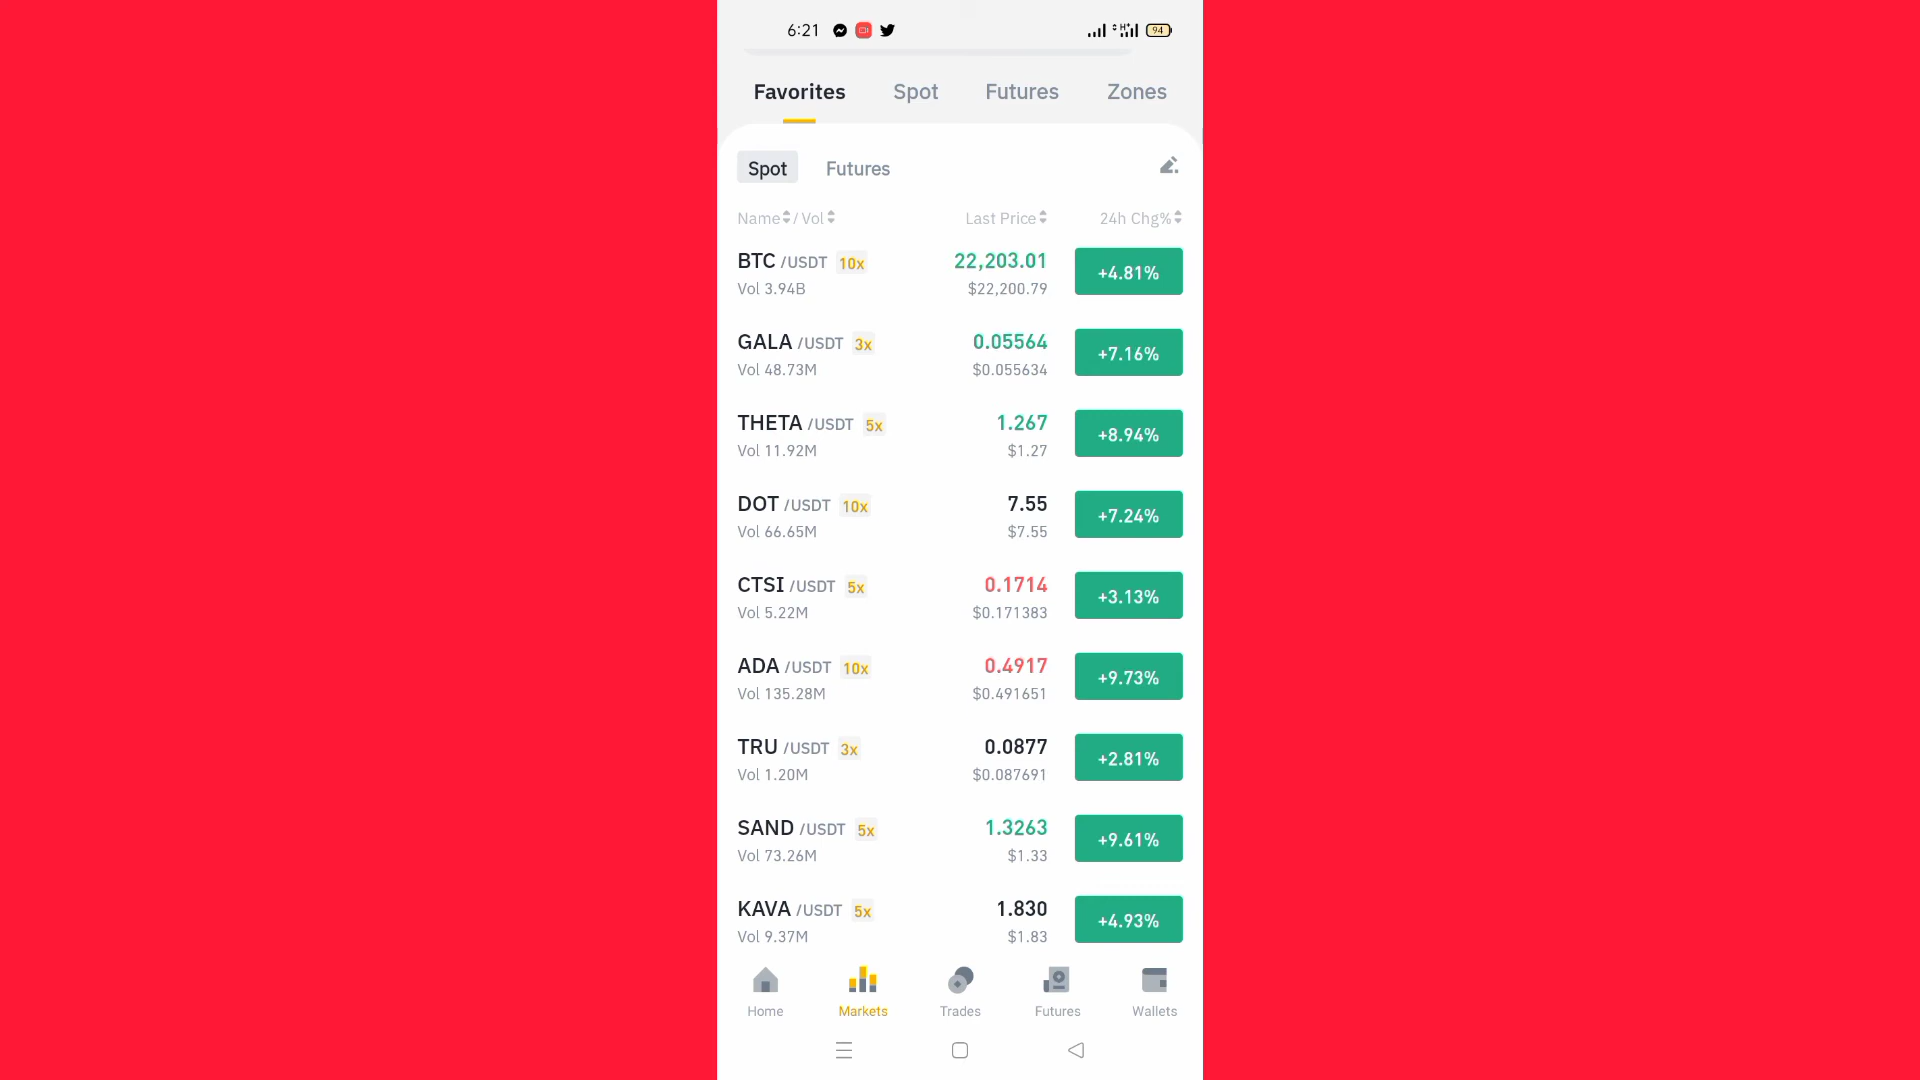 6:21 94
Favorites Spot Futures Zones
Spot Futures
Name / Vol Last Price 24h Chg%
BTC /USDT 10x 22,203.01 +4.81%
Vol 3.94B $22,200.79
GALA /USDT 3x 0.05564 +7.16%
Vol 48.73M $0.055634
THETA /USDT 5x 1.267 +8.94%
Vol 11.92M $1.27
DOT /USDT 10x 7.55 +7.24%
Vol 66.65M $7.55
CTSI /USDT 5x 0.1714 +3.13%
Vol 5.22M $0.171383
ADA /USDT 10x 0.4917 +9.73%
Vol 135.28M $0.491651
TRU /USDT 3x 0.0877 +2.81%
Vol 1.20M $0.087691
SAND /USDT 5x 1.3263 +9.61%
Vol 73.26M $1.33
KAVA /USDT 5x 1.830 +4.93%
Vol 9.37M $1.83
Home Markets Trades Futures Wallets